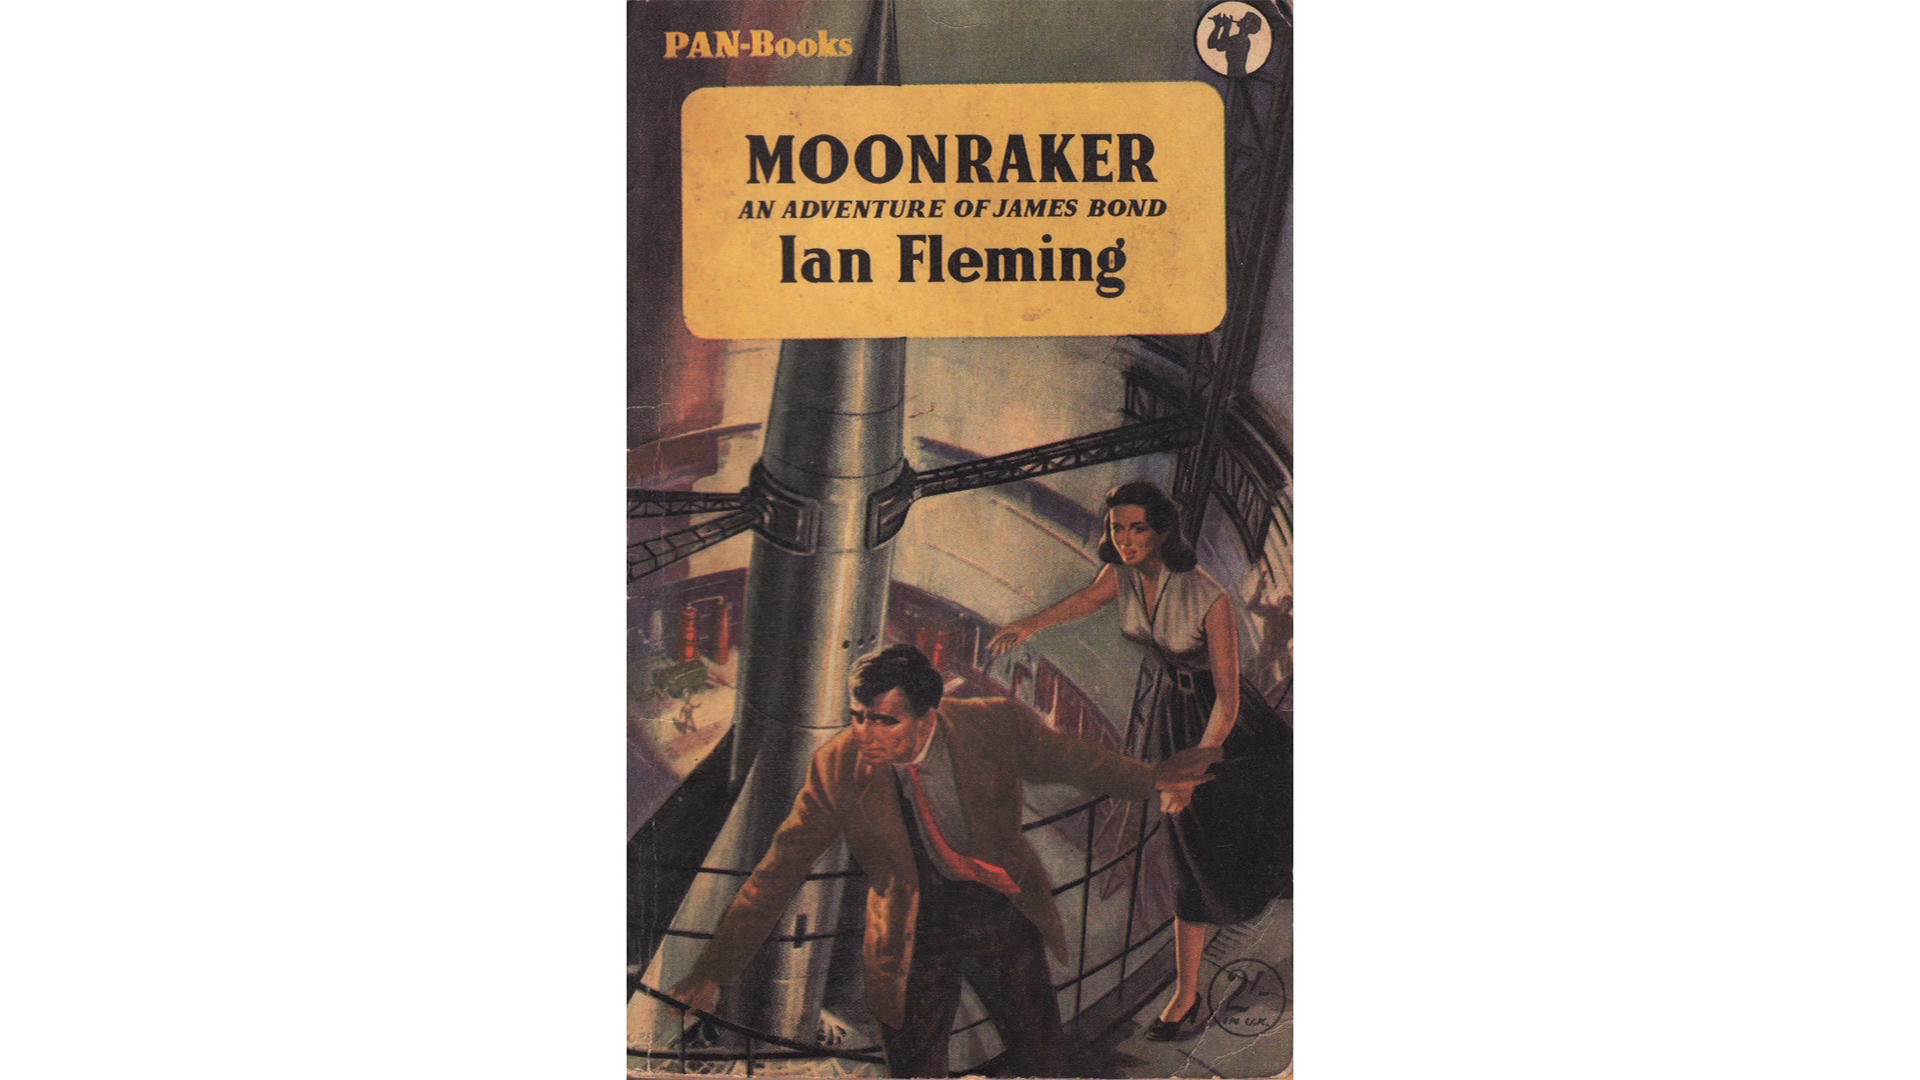 PAN-Books
MOONRAKER
AN ADVENTURE OF JAMES BOND
Ian Fleming
2/-
IN U.K.